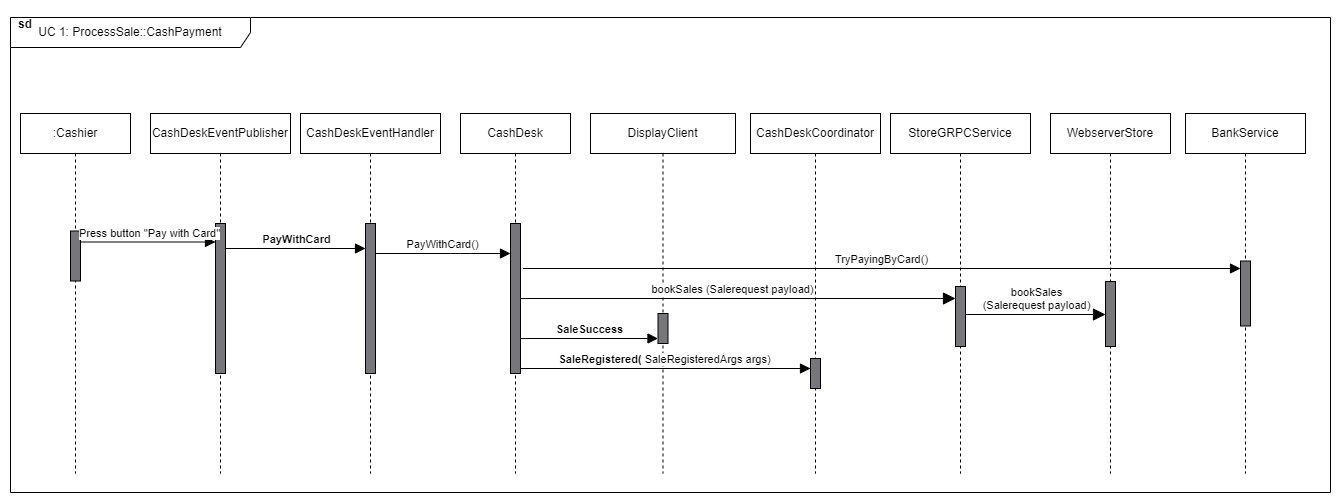 sd
UC 1: ProcessSale::CashPayment
:Cashier
CashDeskEventPublisher
CashDeskEventHandler
CashDesk
DisplayClient
CashDeskCoordinator
StoreGRPCService
WebserverStore
BankService
Press button "Pay with Card"
PayWithCard
PayWithCard()
TryPayingByCard()
bookSales (Salerequest payload)
bookSales
(Salerequest payload)
SaleSuccess
SaleRegistered( SaleRegisteredArgs args)